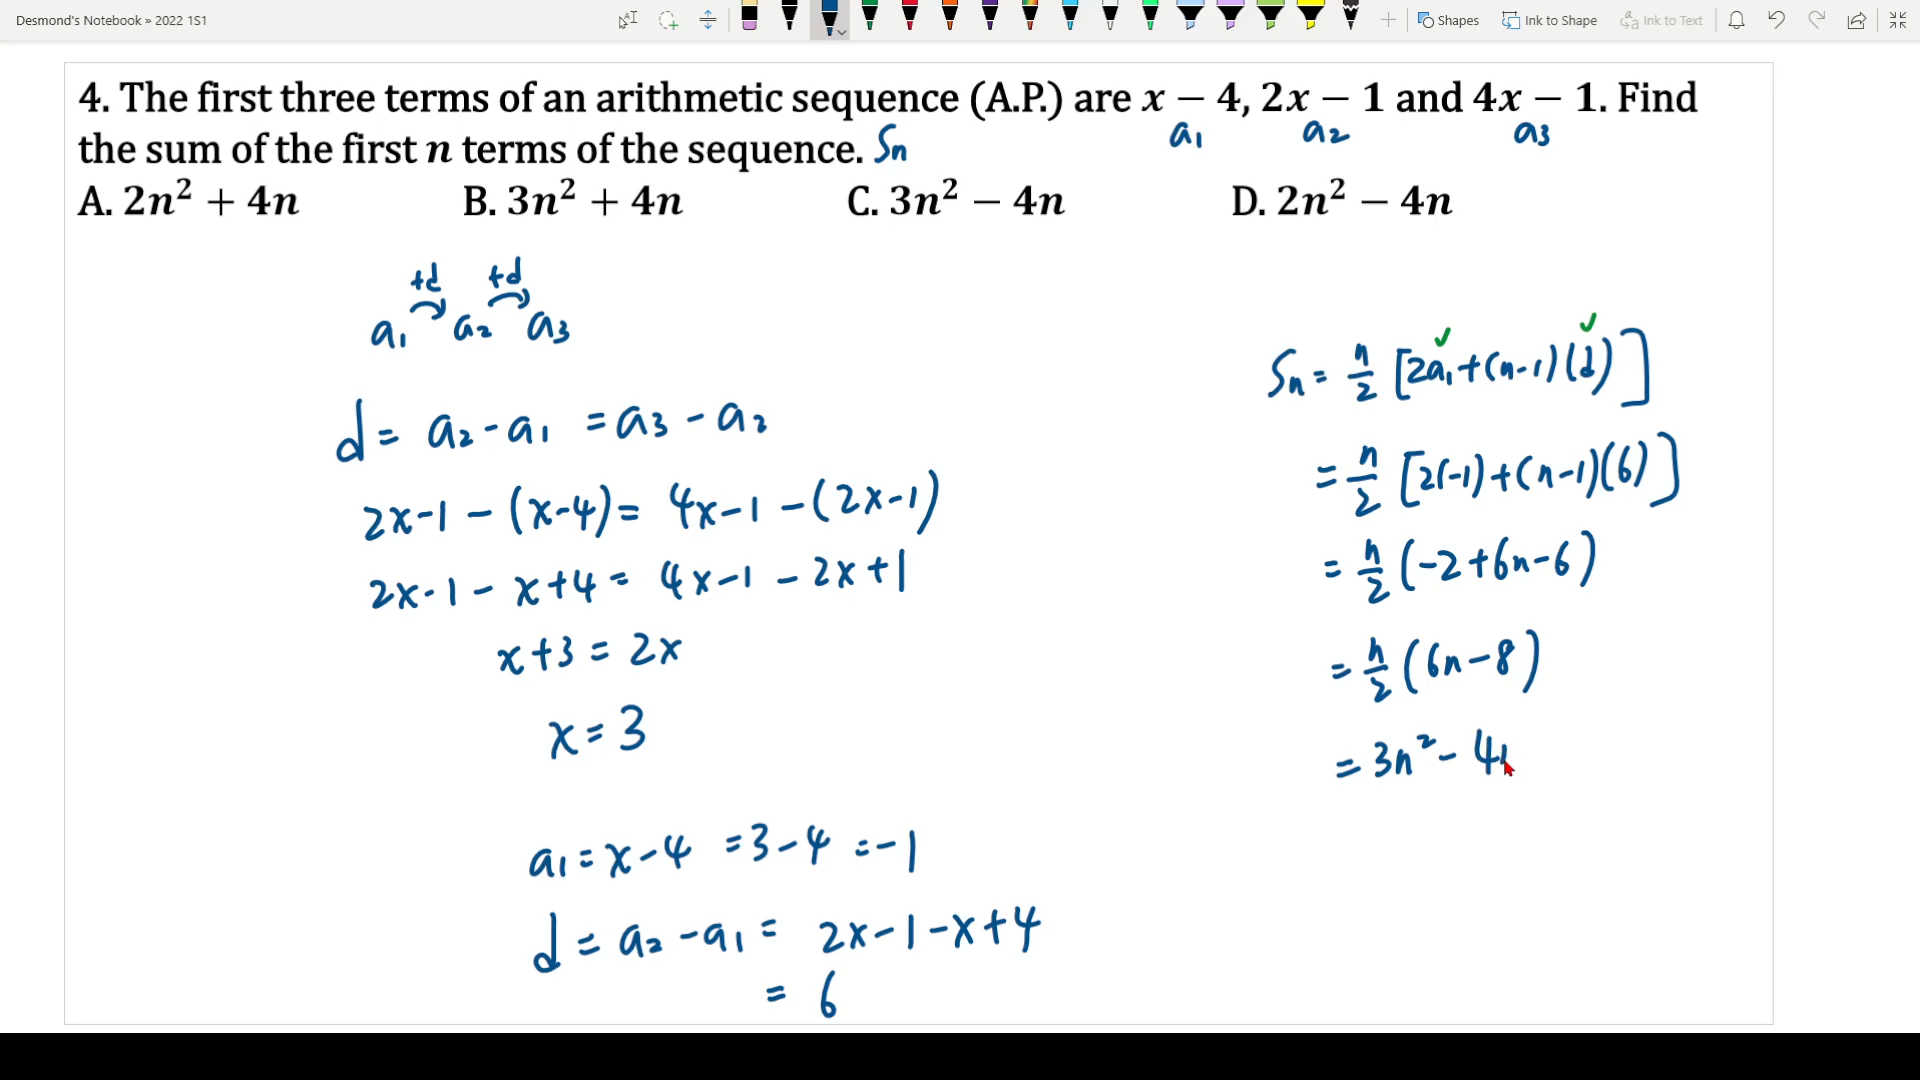 Desmond's Notebook » 2022 1S1
Shapes Ink to Shape Ink to Text
4. The first three terms of an arithmetic sequence (A.P.) are x − 4, 2x − 1 and 4x − 1. Find
a₁ a₂ a₃
the sum of the first n terms of the sequence. Sn
A. 2n² + 4n B. 3n² + 4n C. 3n² − 4n D. 2n² − 4n
+d +d
a₁ a₂ a₃
d = a₂ - a₁ = a₃ - a₂
2x-1 - (x-4) = 4x-1 - (2x-1)
2x-1 - x+4 = 4x-1 - 2x+1
x+3 = 2x
x = 3
a₁ = x-4 = 3-4 = -1
d = a₂ - a₁ = 2x-1-x+4
= 6
Sn = n/2 [2a₁+(n-1)(d)]
= n/2 [2(-1)+(n-1)(6)]
= n/2 (-2+6n-6)
= n/2 (6n-8)
= 3n² - 4